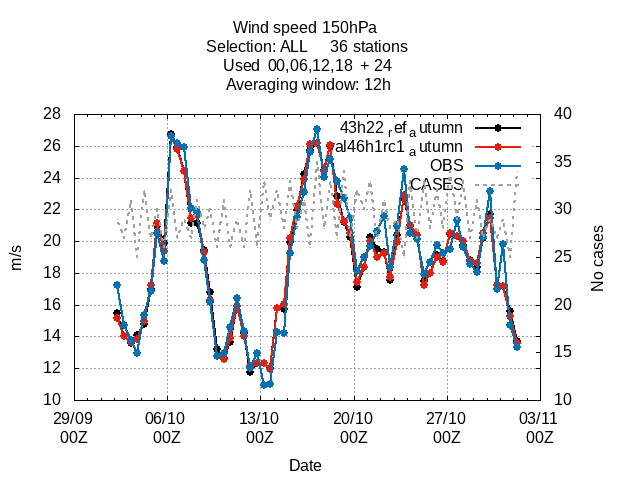 Wind speed 150hPa
Selection: ALL 36 stations
Used 00,06,12,18 + 24
Averaging window: 12h
43h22_ref_autumn
al46h1rc1_autumn
OBS
CASES
28
26
24
22
20
18
16
14
12
10
m/s
40
35
30
25
20
15
10
No cases
29/09 06/10 13/10 20/10 27/10 03/11
00Z 00Z 00Z 00Z 00Z 00Z
Date